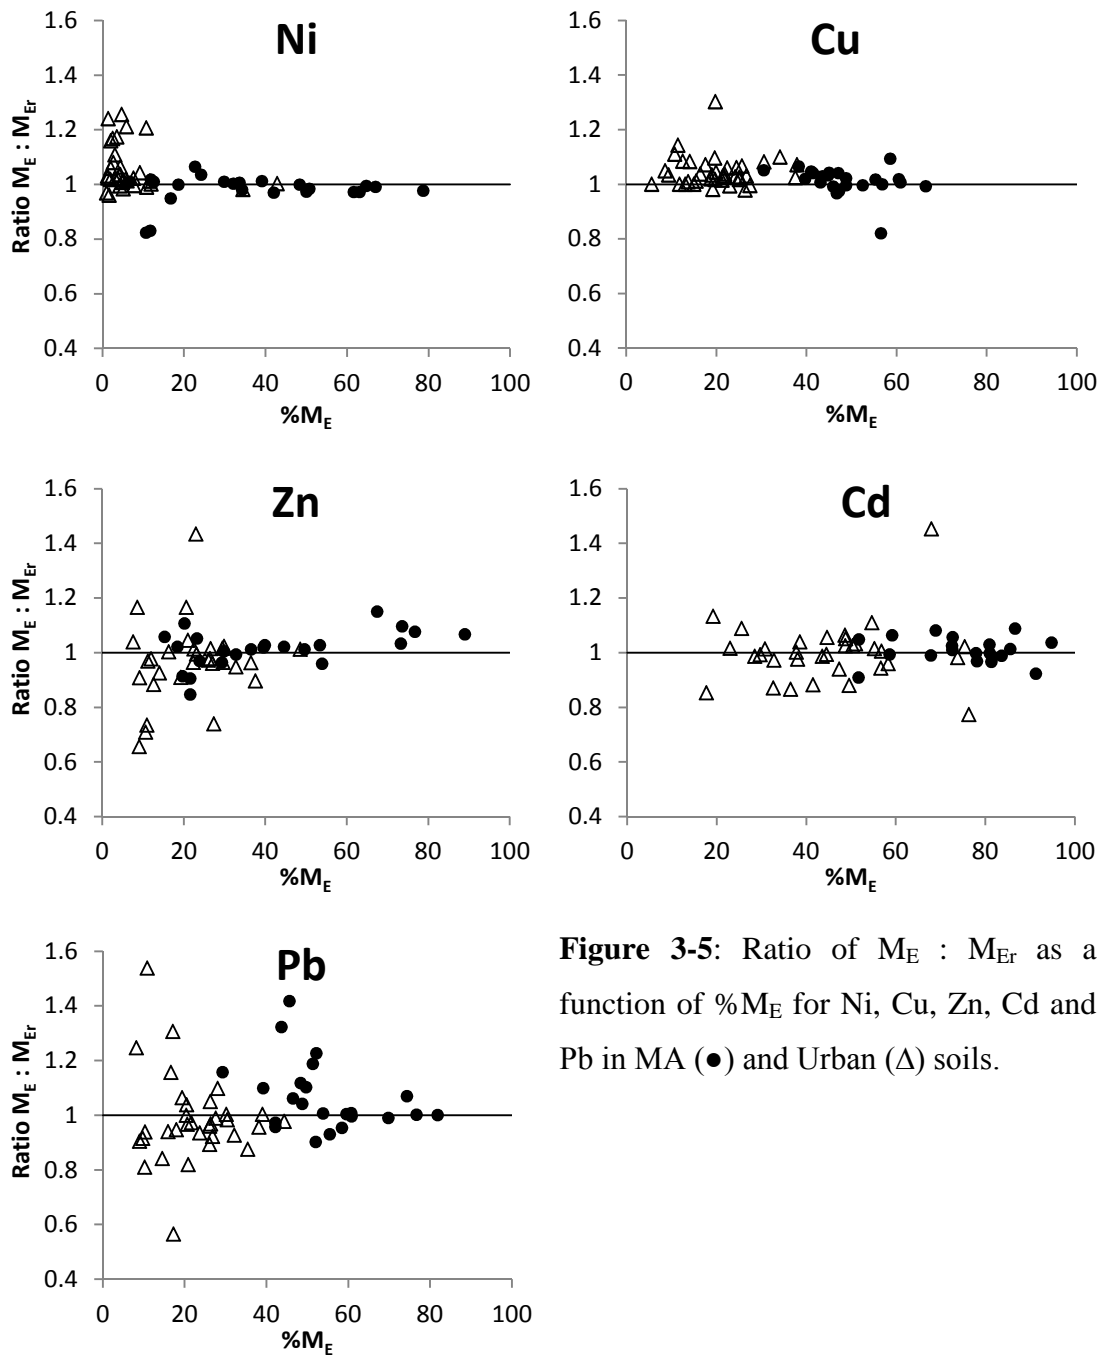 Ni
1.6
1.4
1.2
1
0.8
0.6
0.4
Ratio M_E : M_Er
0 20 40 60 80 100
%M_E
Cu
1.6
1.4
1.2
1
0.8
0.6
0.4
0 20 40 60 80 100
%M_E
Zn
1.6
1.4
1.2
1
0.8
0.6
0.4
Ratio M_E : M_Er
0 20 40 60 80 100
%M_E
Cd
1.6
1.4
1.2
1
0.8
0.6
0.4
0 20 40 60 80 100
%M_E
Pb
1.6
1.4
1.2
1
0.8
0.6
0.4
Ratio M_E : M_Er
0 20 40 60 80 100
%M_E
Figure 3-5: Ratio of M_E : M_Er as a
function of %M_E for Ni, Cu, Zn, Cd and
Pb in MA (●) and Urban (Δ) soils.